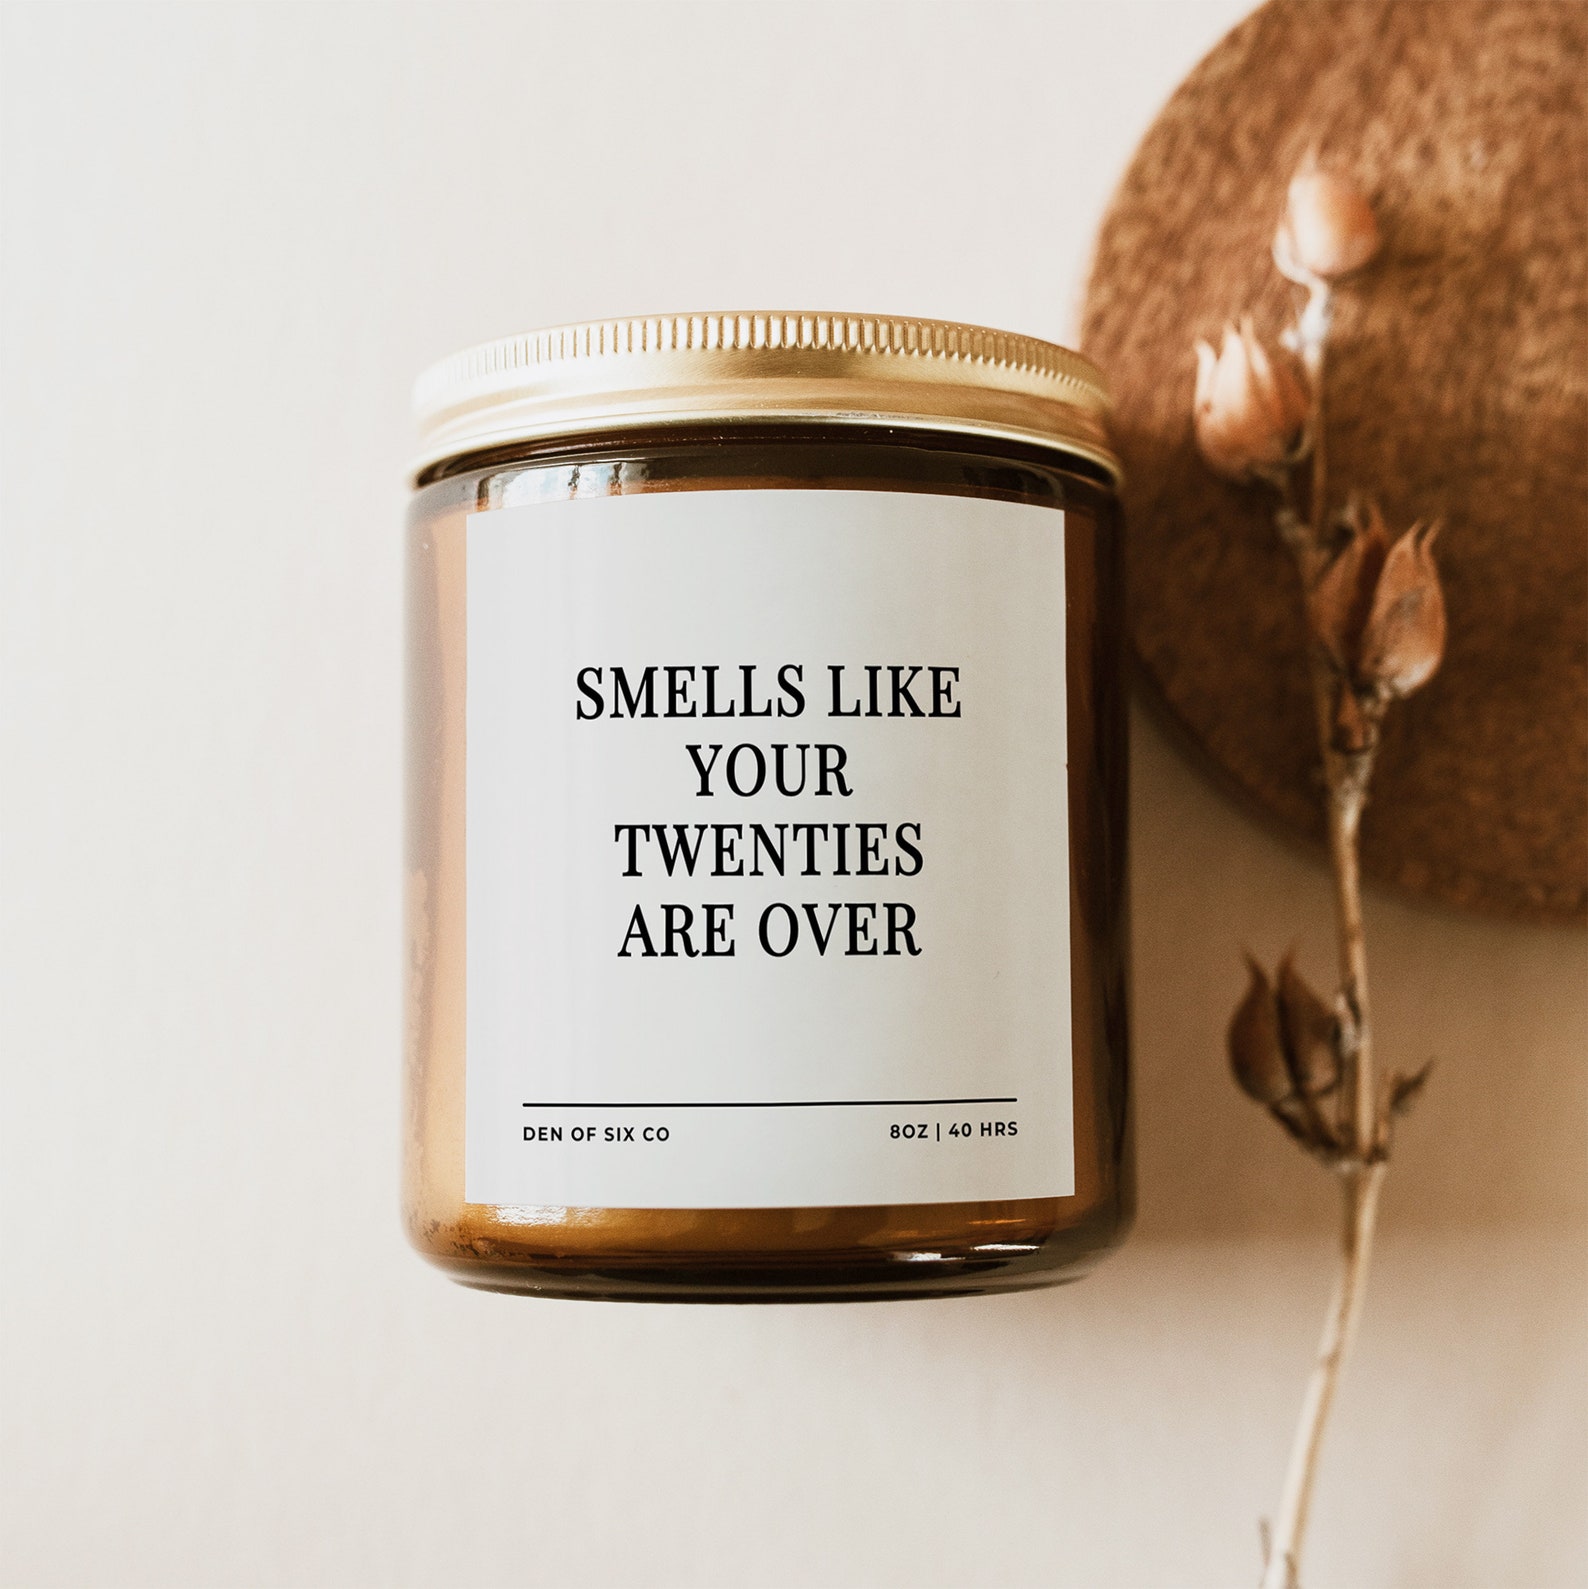 SMELLS LIKE
YOUR
TWENTIES
ARE OVER
DEN OF SIX CO
8OZ | 40 HRS